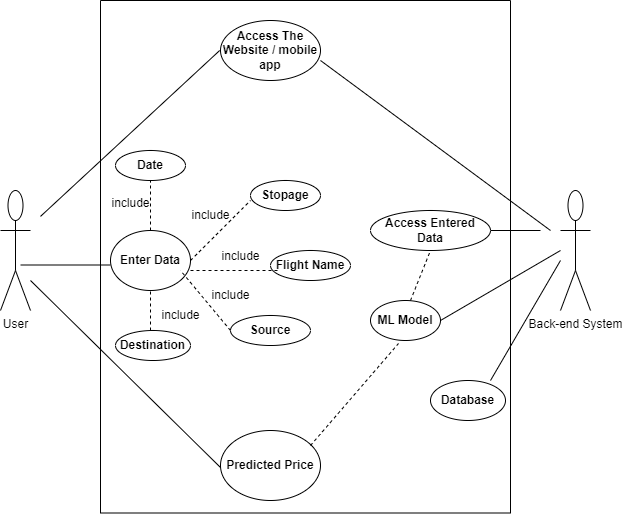 Access The
Website / mobile
app
Date
include
Stopage
include
Access Entered
Data
Enter Data
include
Flight Name
include
include
ML Model
User
Source
Back-end System
Destination
Database
Predicted Price